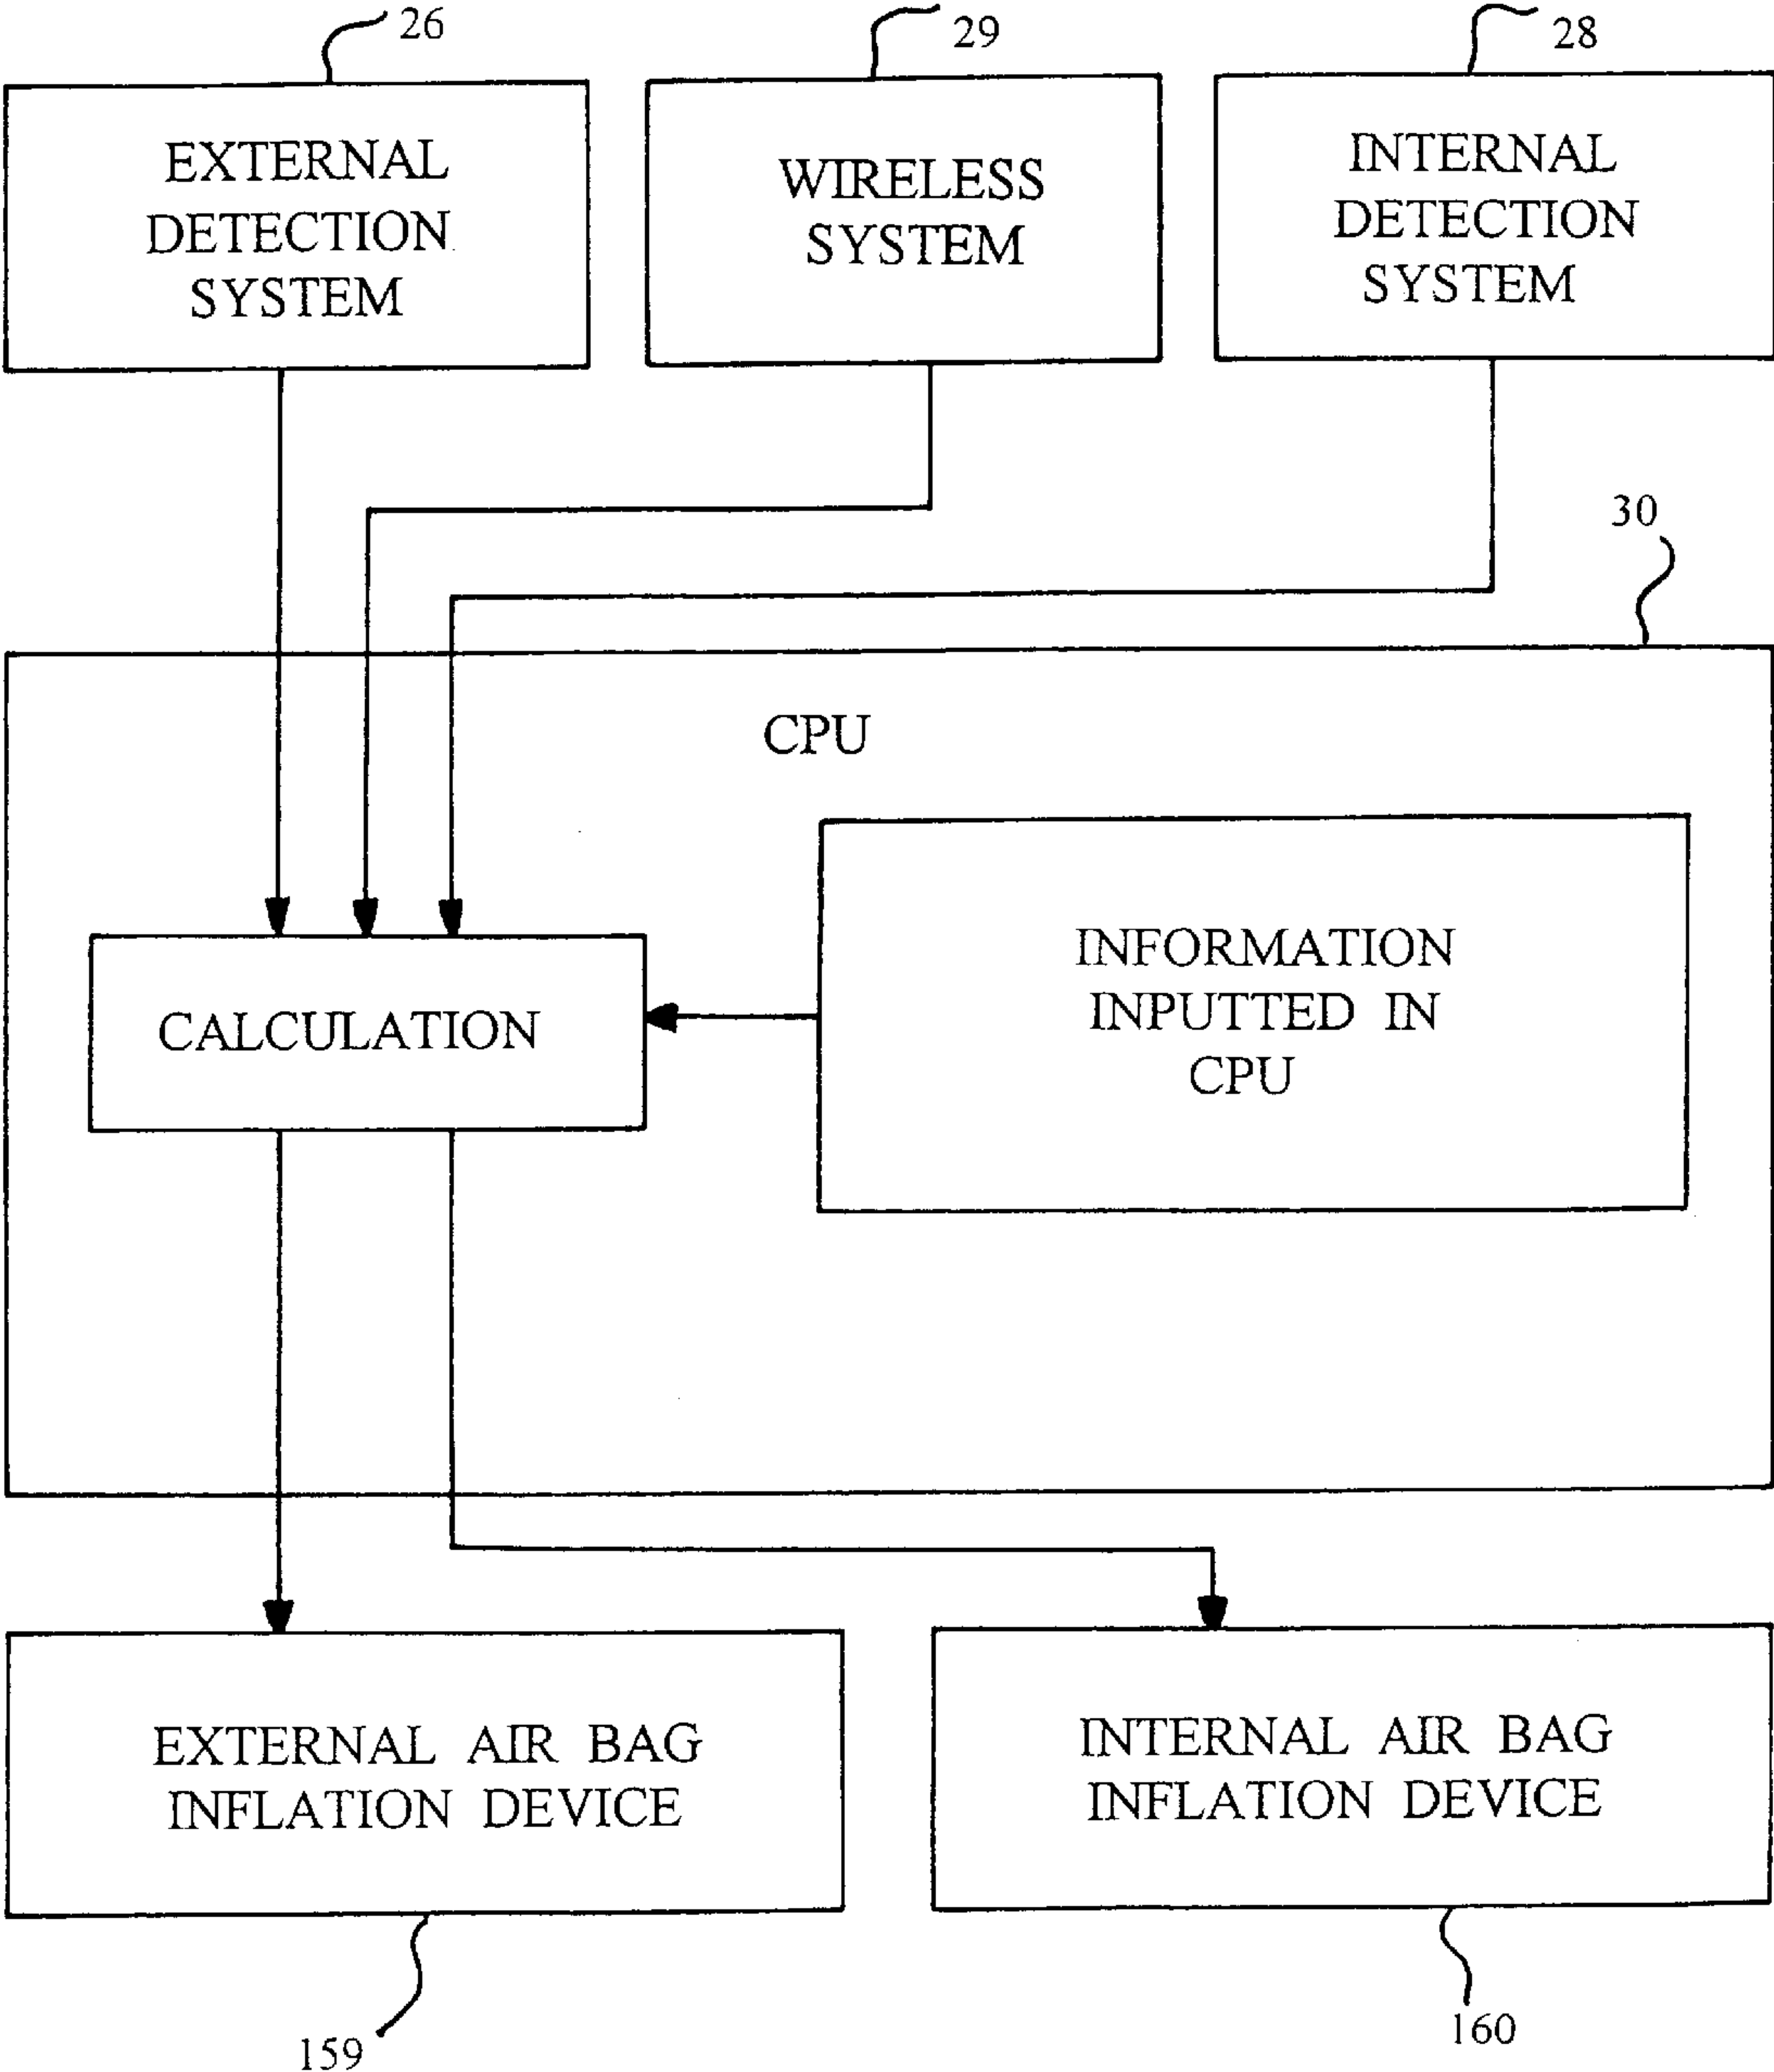 26
29
28
EXTERNAL
DETECTION
SYSTEM
WIRELESS
SYSTEM
INTERNAL
DETECTION
SYSTEM
30
CPU
CALCULATION
INFORMATION
INPUTTED IN
CPU
EXTERNAL AIR BAG
INFLATION DEVICE
INTERNAL AIR BAG
INFLATION DEVICE
159
160